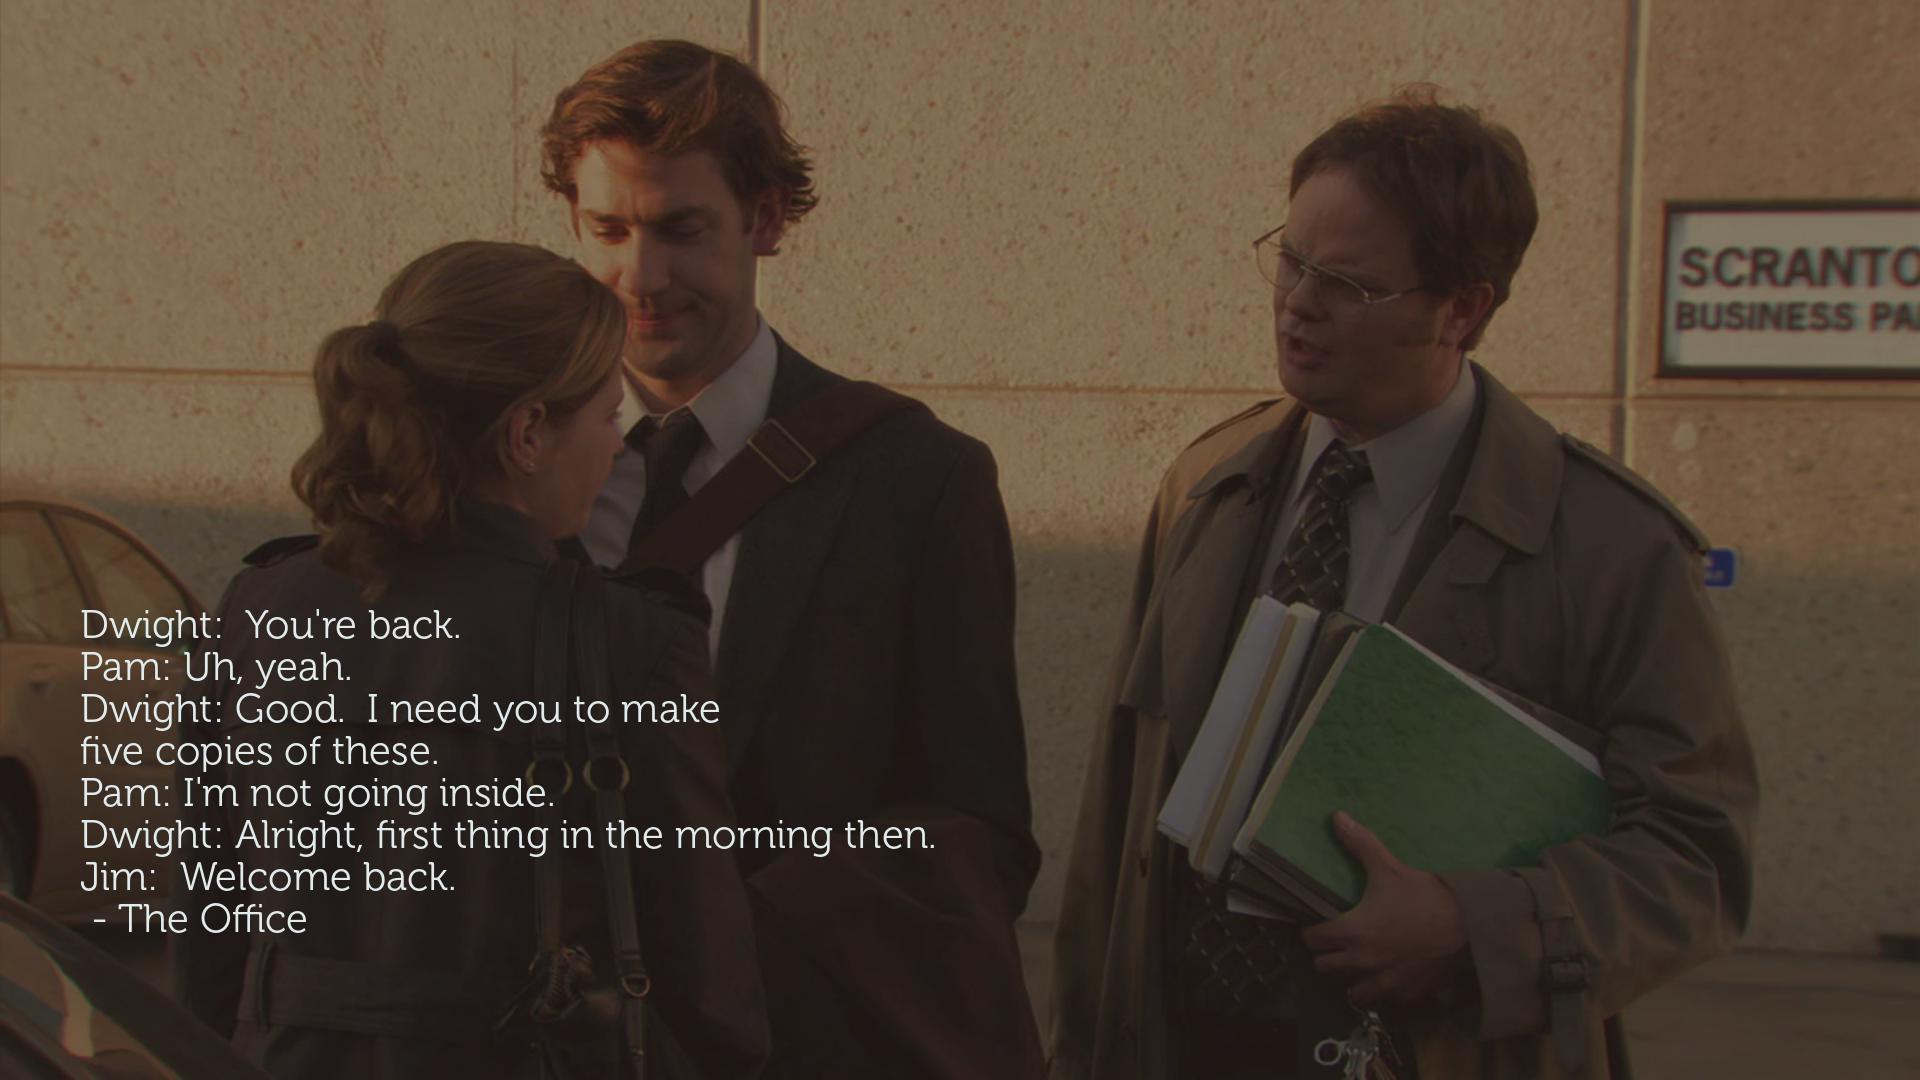 SCRANTO
BUSINESS PA
Dwight:  You're back.
Pam: Uh, yeah.
Dwight: Good.  I need you to make
five copies of these.
Pam: I'm not going inside.
Dwight: Alright, first thing in the morning then.
Jim:  Welcome back.
- The Office